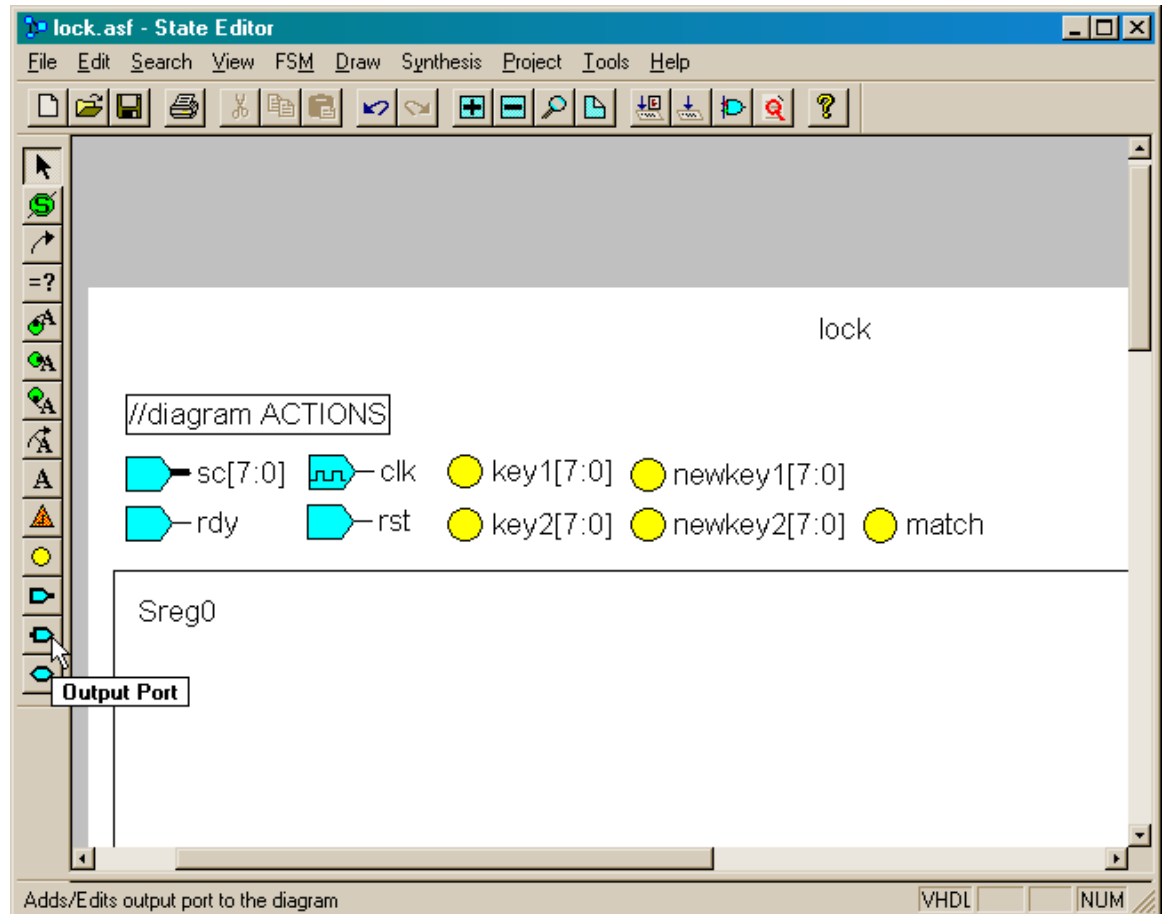 lock.asf - State Editor
File Edit Search View FSM Draw Synthesis Project Tools Help
lock
//diagram ACTIONS
sc[7:0] clk key1[7:0] newkey1[7:0]
rdy rst key2[7:0] newkey2[7:0] match
Sreg0
=?
A
A
A
A
A
Output Port
Adds/Edits output port to the diagram VHDL NUM